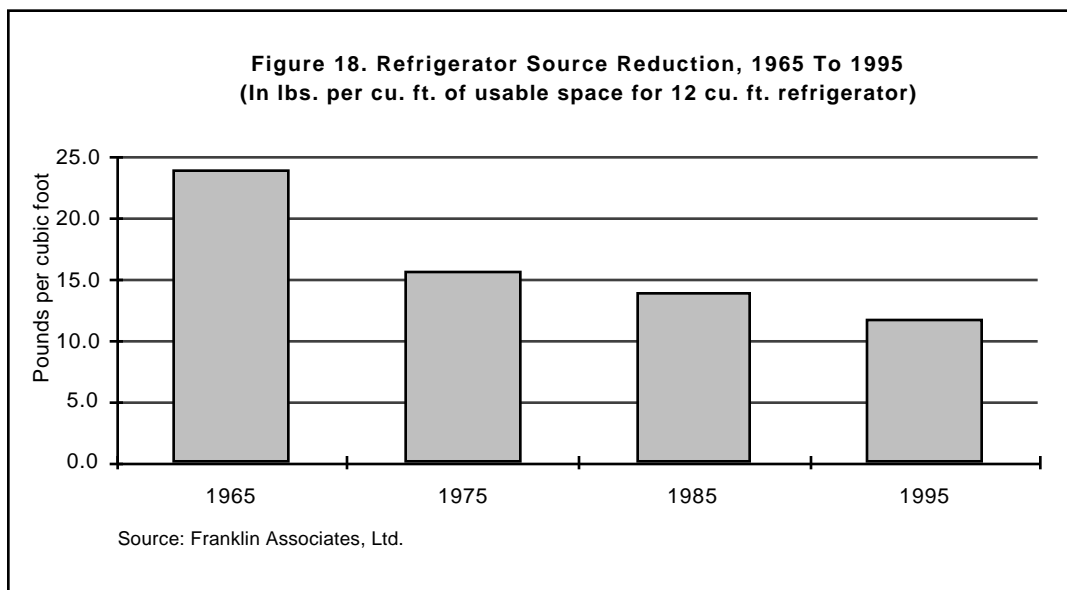 Figure 18. Refrigerator Source Reduction, 1965 To 1995
(In lbs. per cu. ft. of usable space for 12 cu. ft. refrigerator)
Pounds per cubic foot
25.0
20.0
15.0
10.0
5.0
0.0
1965 1975 1985 1995
Source: Franklin Associates, Ltd.